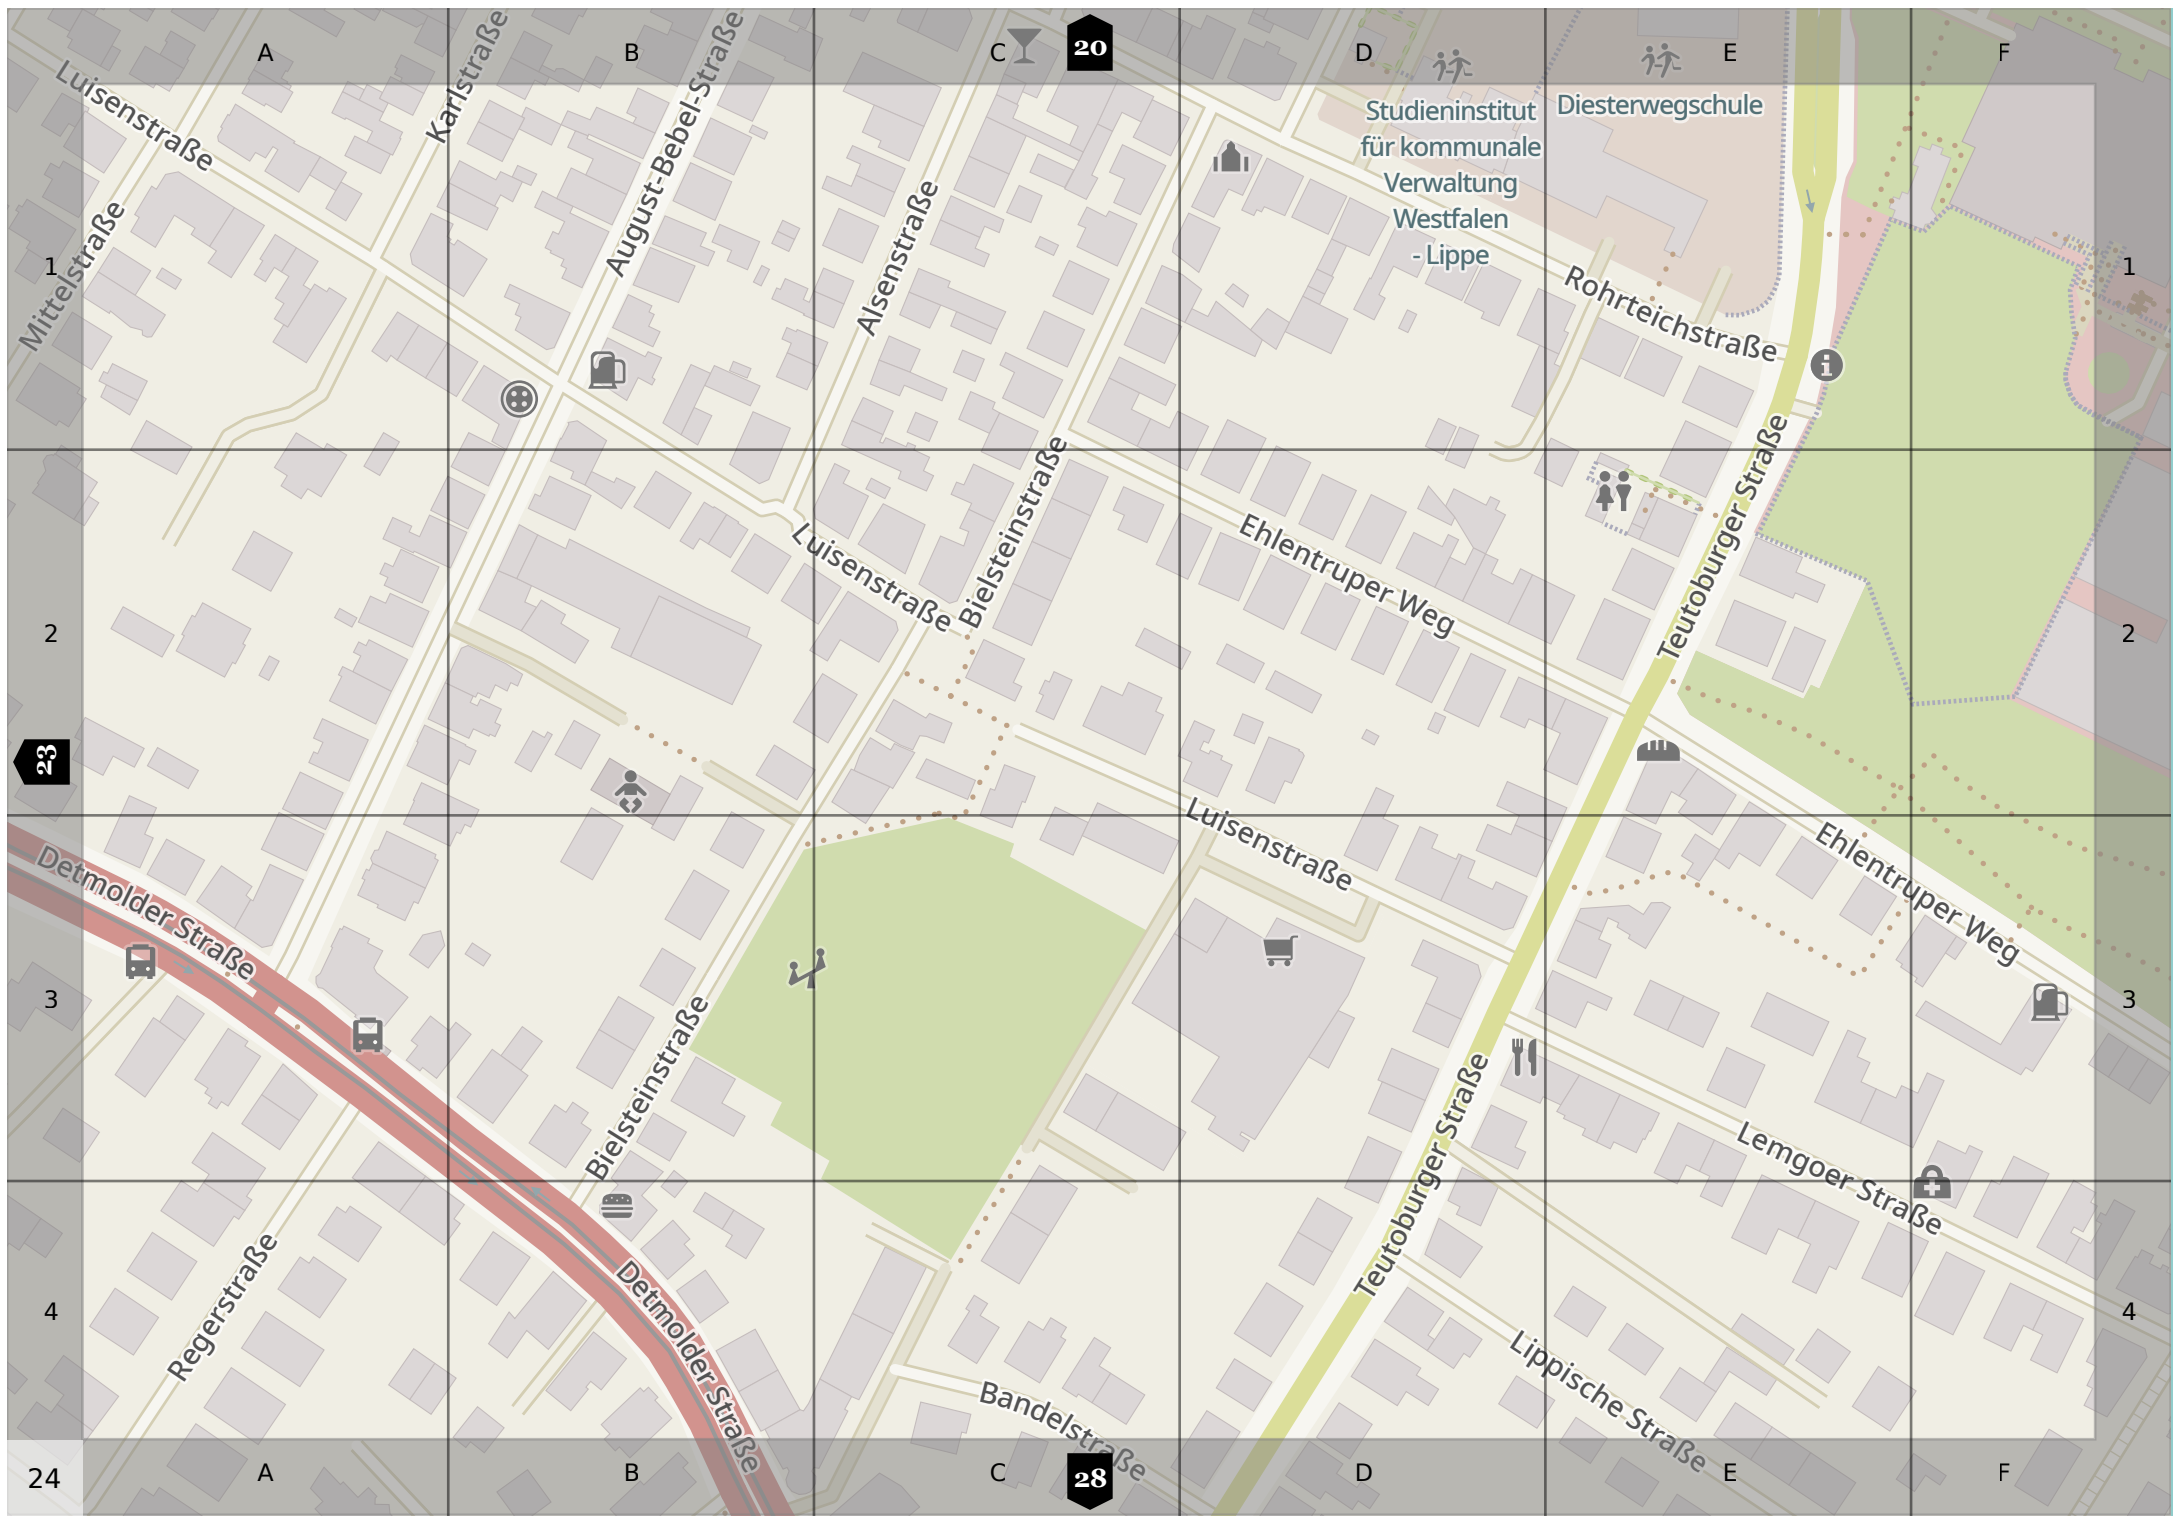 A
B
C
20
D
E
F
Luisenstraße
Karlstraße
August-Bebel-Straße
Studieninstitut
für kommunale
Verwaltung
Westfalen
- Lippe
Diesterwegschule
1
Mittelstraße
Alsenstraße
Rohrteichstraße
1
Luisenstraße
Bielsteinstraße
Ehlentruper Weg
Teutoburger Straße
2
2
23
Luisenstraße
Ehlentruper Weg
Detmolder Straße
3
Bielsteinstraße
Teutoburger Straße
Lemgoer Straße
3
Regerstraße
4
Detmolder Straße
Bandelstraße
Lippische Straße
4
24
A
B
C
28
D
E
F